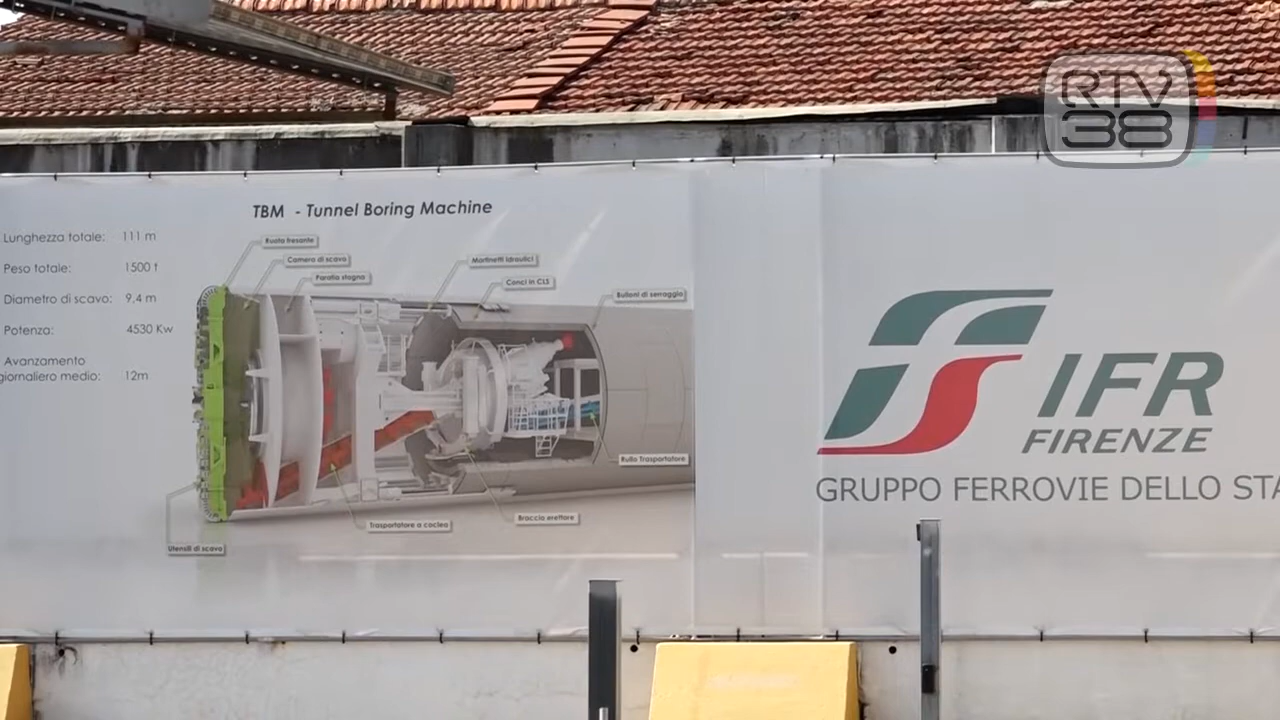 RTV
38
TBM - Tunnel Boring Machine
Lunghezza totale: 111 m
Peso totale: 1500 t
Diametro di scavo: 9,4 m
Potenza: 4530 Kw
Avanzamento
giornaliero medio: 12m
Ruota fresante
Camera di scavo
Paratia stagna
Martinetti idraulici
Conci in CLS
Bulloni di serraggio
Rullo Trasportatore
Braccio erettore
Trasportatore a coclea
Utensili di scavo
IFR
FIRENZE
GRUPPO FERROVIE DELLO STA